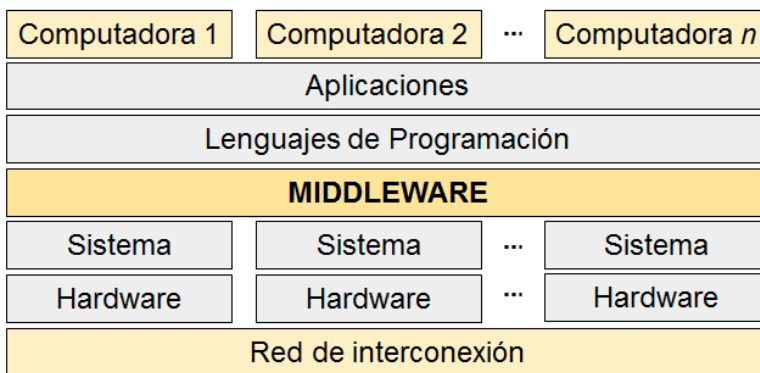 Computadora 1 Computadora 2 ... Computadora n
Aplicaciones
Lenguajes de Programación
MIDDLEWARE
Sistema Sistema ... Sistema
Hardware Hardware ... Hardware
Red de interconexión